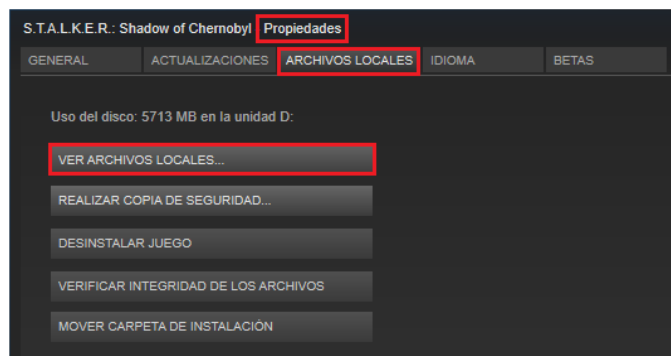 S.T.A.L.K.E.R.: Shadow of Chernobyl Propiedades
GENERAL ACTUALIZACIONES ARCHIVOS LOCALES IDIOMA BETAS
Uso del disco: 5713 MB en la unidad D:
VER ARCHIVOS LOCALES...
REALIZAR COPIA DE SEGURIDAD...
DESINSTALAR JUEGO
VERIFICAR INTEGRIDAD DE LOS ARCHIVOS
MOVER CARPETA DE INSTALACIÓN